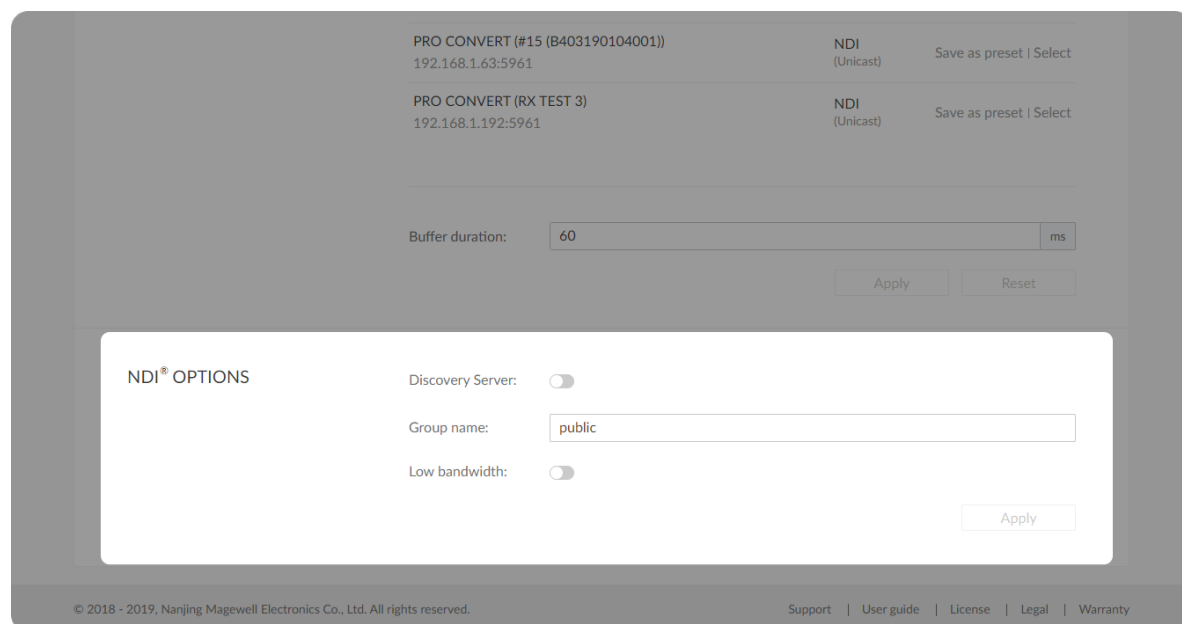 PRO CONVERT (#15 (B403190104001))
NDI
192.168.1.63:5961
(Unicast)
Save as preset | Select
PRO CONVERT (RX TEST 3)
NDI
192.168.1.192:5961
(Unicast)
Save as preset | Select
Buffer duration: 60 ms
Apply Reset
NDI® OPTIONS
Discovery Server:
Group name: public
Low bandwidth:
Apply
© 2018 - 2019, Nanjing Magewell Electronics Co., Ltd. All rights reserved. Support | User guide | License | Legal | Warranty